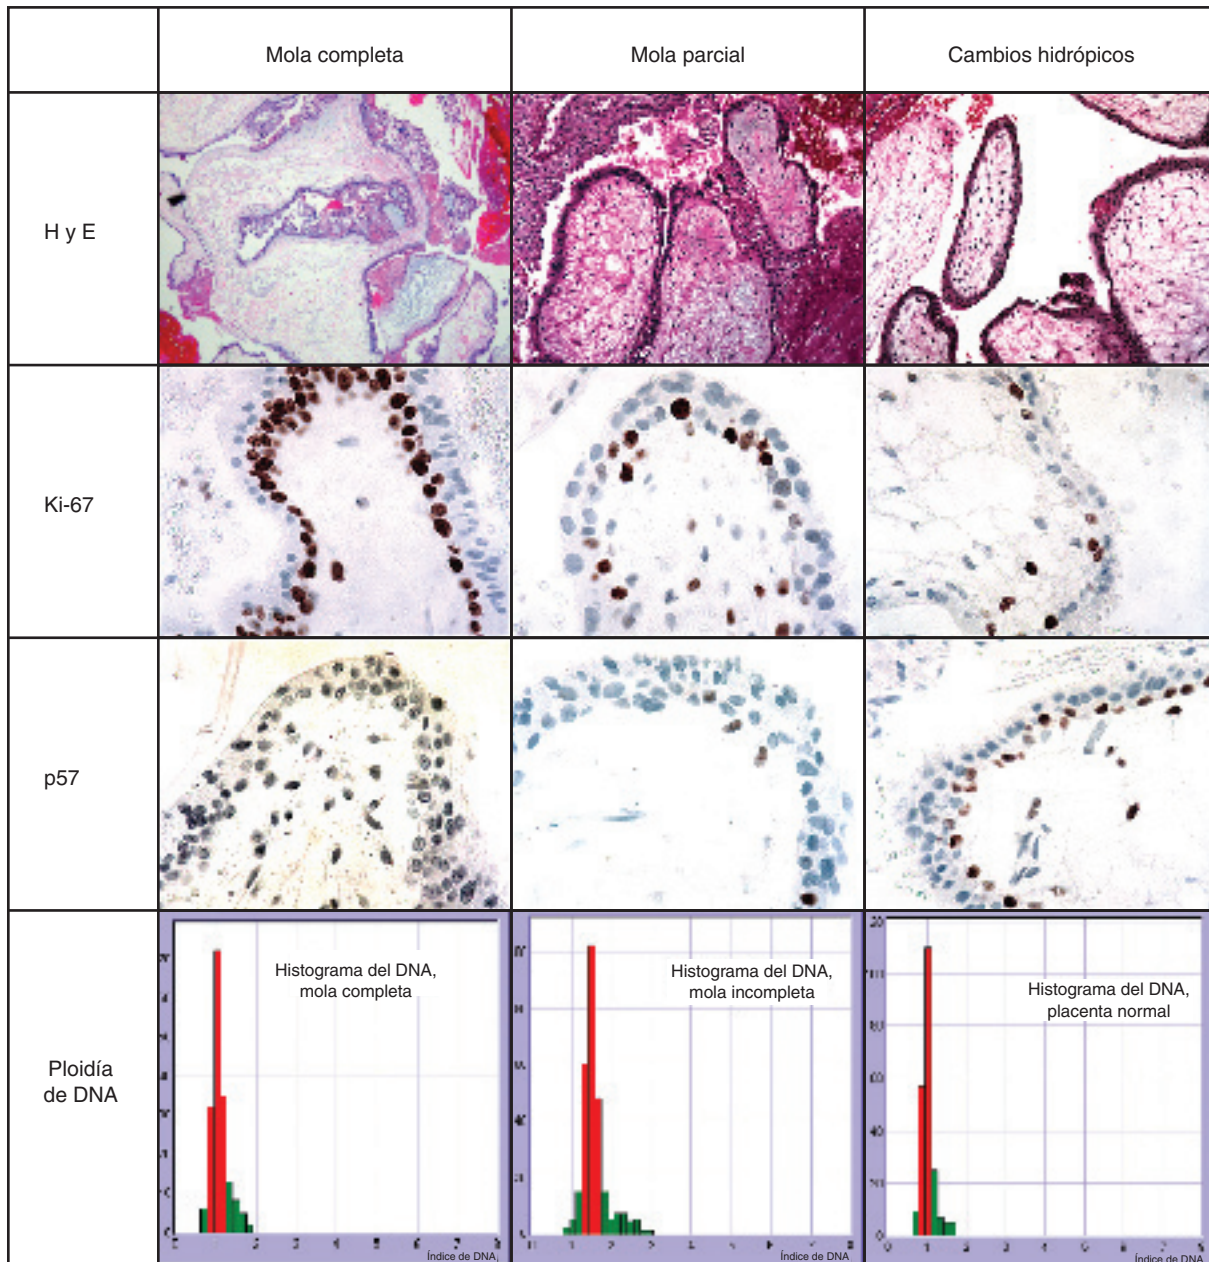 Mola completa
Mola parcial
Cambios hidrópicos
H y E
Ki-67
p57
Ploidía
de DNA
Histograma del DNA,
mola completa
Índice de DNA
Histograma del DNA,
mola incompleta
Índice de DNA
Histograma del DNA,
placenta normal
Índice de DNA